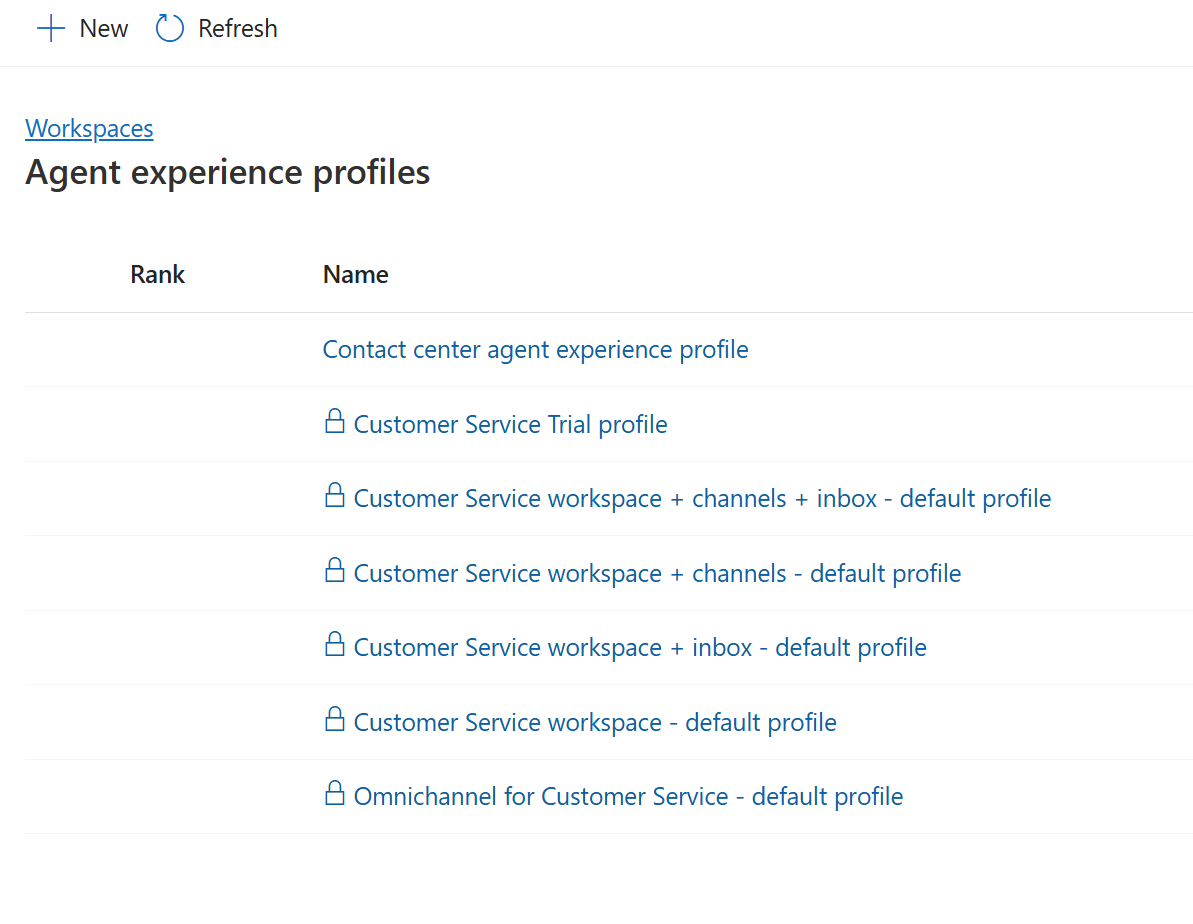 New Refresh
Workspaces
Agent experience profiles
Rank Name
Contact center agent experience profile
Customer Service Trial profile
Customer Service workspace + channels + inbox - default profile
Customer Service workspace + channels - default profile
Customer Service workspace + inbox - default profile
Customer Service workspace - default profile
Omnichannel for Customer Service - default profile